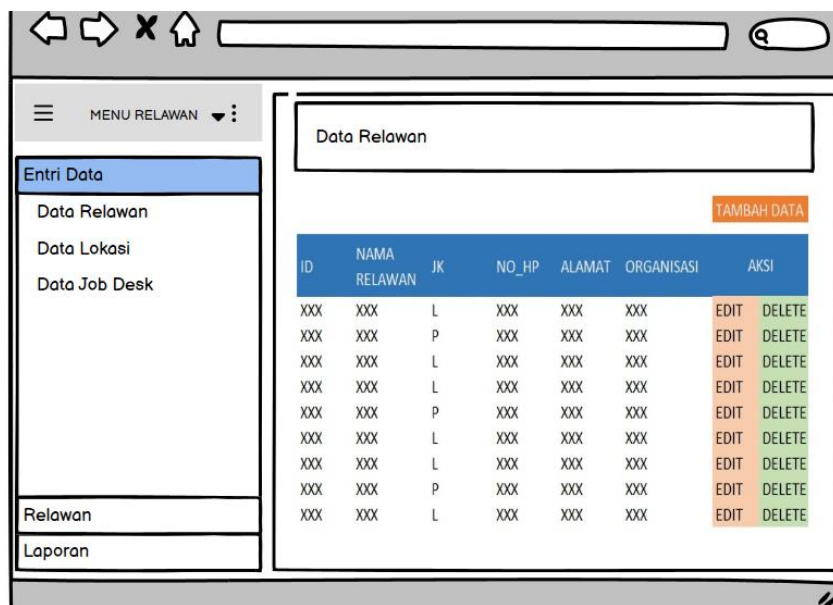 MENU RELAWAN
Entri Data
Data Relawan
Data Lokasi
Data Job Desk
Relawan
Laporan
Data Relawan
TAMBAH DATA
ID NAMA RELAWAN JK NO_HP ALAMAT ORGANISASI AKSI
XXX XXX L XXX XXX XXX EDIT DELETE
XXX XXX P XXX XXX XXX EDIT DELETE
XXX XXX L XXX XXX XXX EDIT DELETE
XXX XXX L XXX XXX XXX EDIT DELETE
XXX XXX P XXX XXX XXX EDIT DELETE
XXX XXX L XXX XXX XXX EDIT DELETE
XXX XXX L XXX XXX XXX EDIT DELETE
XXX XXX P XXX XXX XXX EDIT DELETE
XXX XXX L XXX XXX XXX EDIT DELETE